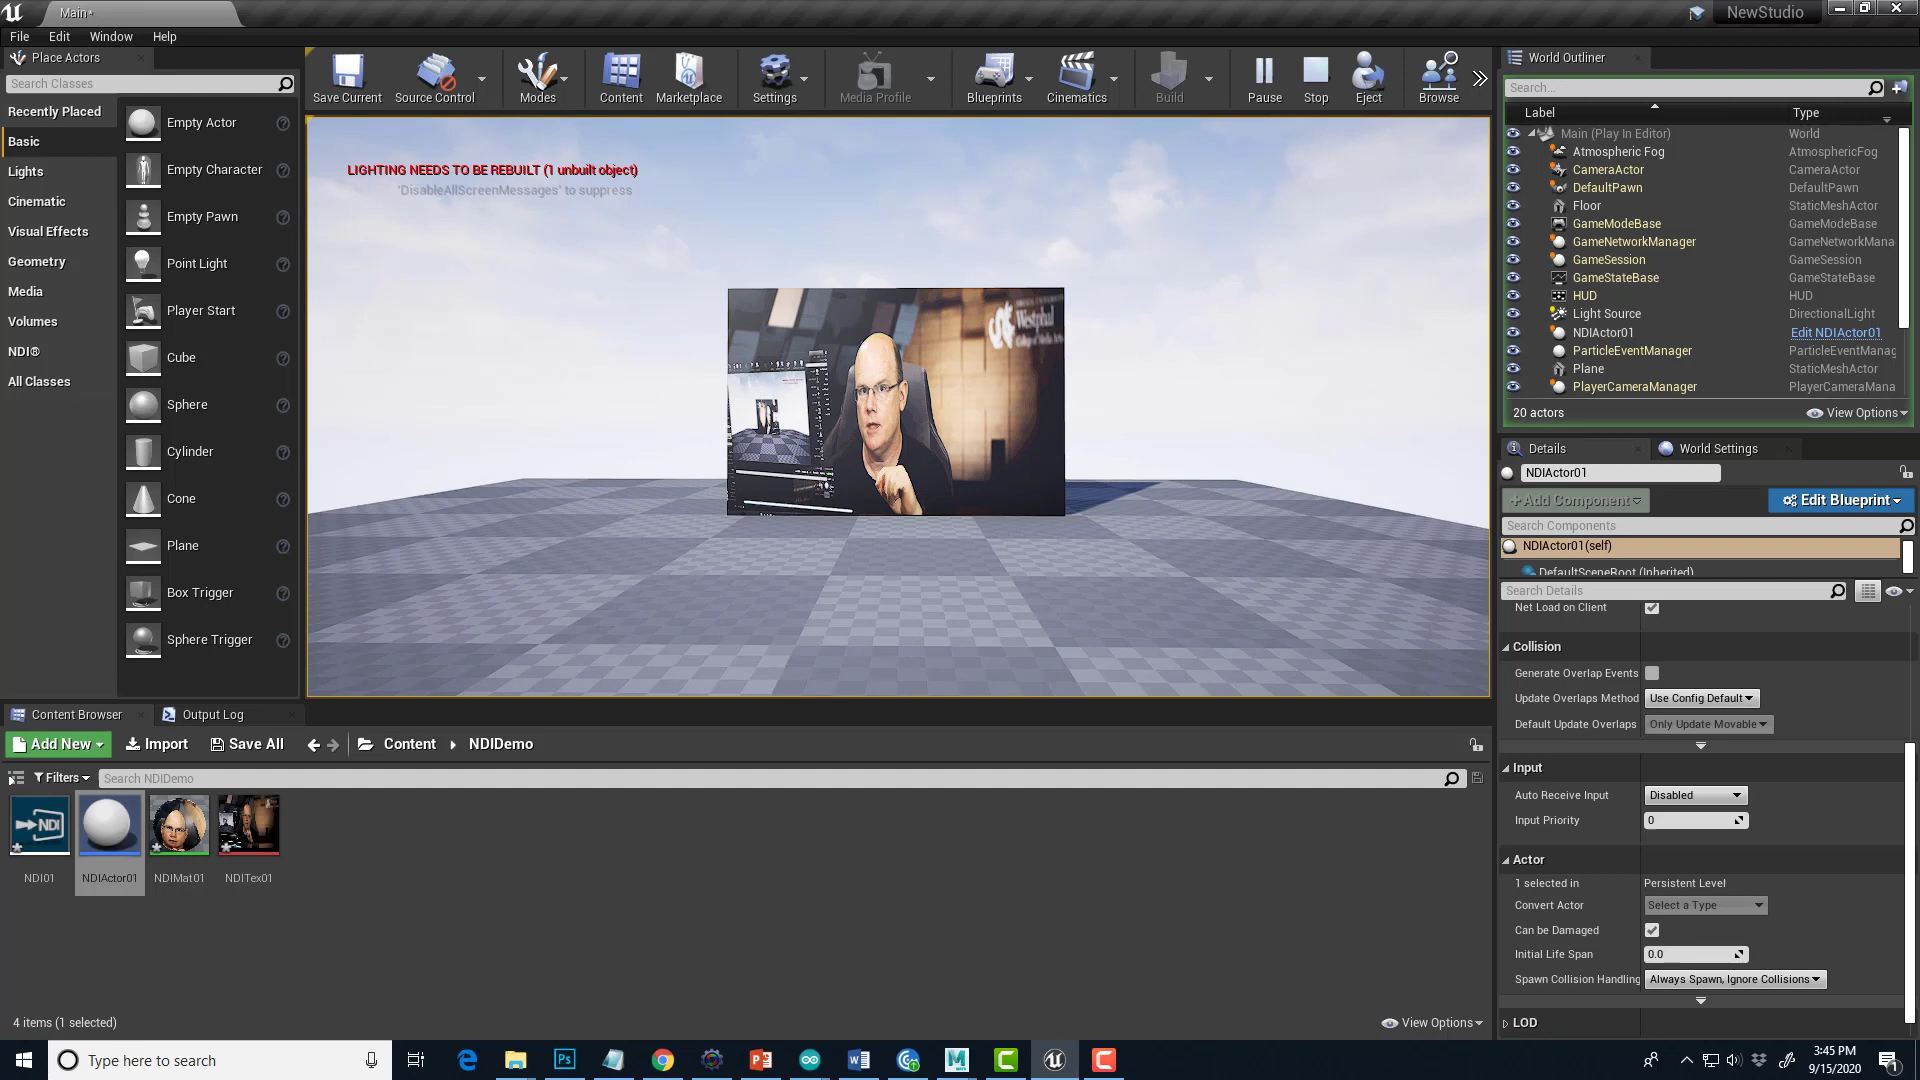 Main*
NewStudio
File Edit Window Help
Place Actors
Search Classes
Recently Placed
Basic
Lights
Cinematic
Visual Effects
Geometry
Media
Volumes
NDI®
All Classes
Empty Actor
Empty Character
Empty Pawn
Point Light
Player Start
Cube
Sphere
Cylinder
Cone
Plane
Box Trigger
Sphere Trigger
Save Current Source Control Modes Content Marketplace Settings Media Profile Blueprints Cinematics Build Pause Stop Eject Browse
LIGHTING NEEDS TO BE REBUILT (1 unbuilt object)
'DisableAllScreenMessages' to suppress
Westphal
World Outliner
Search...
Label Type
Main (Play In Editor) World
Atmospheric Fog AtmosphericFog
CameraActor CameraActor
DefaultPawn DefaultPawn
Floor StaticMeshActor
GameModeBase GameModeBase
GameNetworkManager GameNetworkMana
GameSession GameSession
GameStateBase GameStateBase
HUD HUD
Light Source DirectionalLight
NDIActor01 Edit NDIActor01
ParticleEventManager ParticleEventManag
Plane StaticMeshActor
PlayerCameraManager PlayerCameraMana
20 actors View Options
Details World Settings
NDIActor01
+Add Component Edit Blueprint
Search Components
NDIActor01(self)
DefaultSceneRoot (Inherited)
Search Details
Net Load on Client
Collision
Generate Overlap Events
Update Overlaps Method Use Config Default
Default Update Overlaps Only Update Movable
Input
Auto Receive Input Disabled
Input Priority 0
Actor
1 selected in Persistent Level
Convert Actor Select a Type
Can be Damaged
Initial Life Span 0.0
Spawn Collision Handling Always Spawn, Ignore Collisions
LOD
Content Browser Output Log
Add New Import Save All Content NDIDemo
Filters Search NDIDemo
NDI
NDI01 NDIActor01 NDIMat01 NDITex01
4 items (1 selected) View Options
Type here to search
3:45 PM
9/15/2020